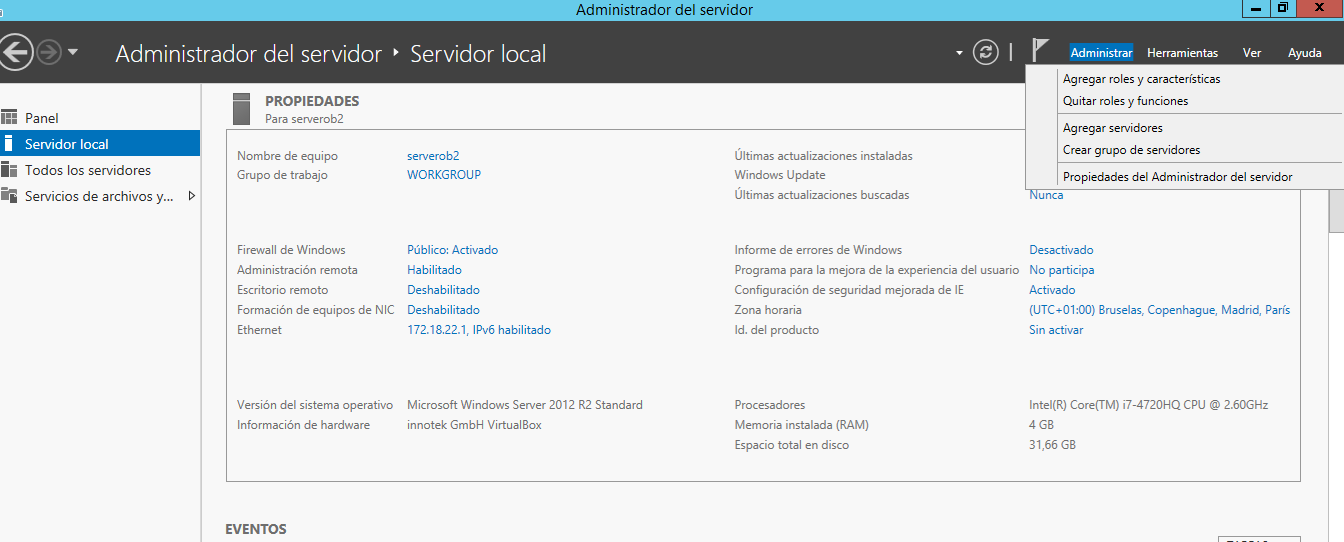 Administrador del servidor
Administrador del servidor ‣ Servidor local
Administrar Herramientas Ver Ayuda
Agregar roles y características
Quitar roles y funciones
Agregar servidores
Crear grupo de servidores
Propiedades del Administrador del servidor
Panel
Servidor local
Todos los servidores
Servicios de archivos y...
PROPIEDADES
Para serverob2
Nombre de equipo serverob2
Grupo de trabajo WORKGROUP
Últimas actualizaciones instaladas
Windows Update
Últimas actualizaciones buscadas Nunca
Firewall de Windows Público: Activado
Administración remota Habilitado
Escritorio remoto Deshabilitado
Formación de equipos de NIC Deshabilitado
Ethernet 172.18.22.1, IPv6 habilitado
Informe de errores de Windows Desactivado
Programa para la mejora de la experiencia del usuario No participa
Configuración de seguridad mejorada de IE Activado
Zona horaria (UTC+01:00) Bruselas, Copenhague, Madrid, París
Id. del producto Sin activar
Versión del sistema operativo Microsoft Windows Server 2012 R2 Standard
Información de hardware innotek GmbH VirtualBox
Procesadores Intel(R) Core(TM) i7-4720HQ CPU @ 2.60GHz
Memoria instalada (RAM) 4 GB
Espacio total en disco 31,66 GB
EVENTOS